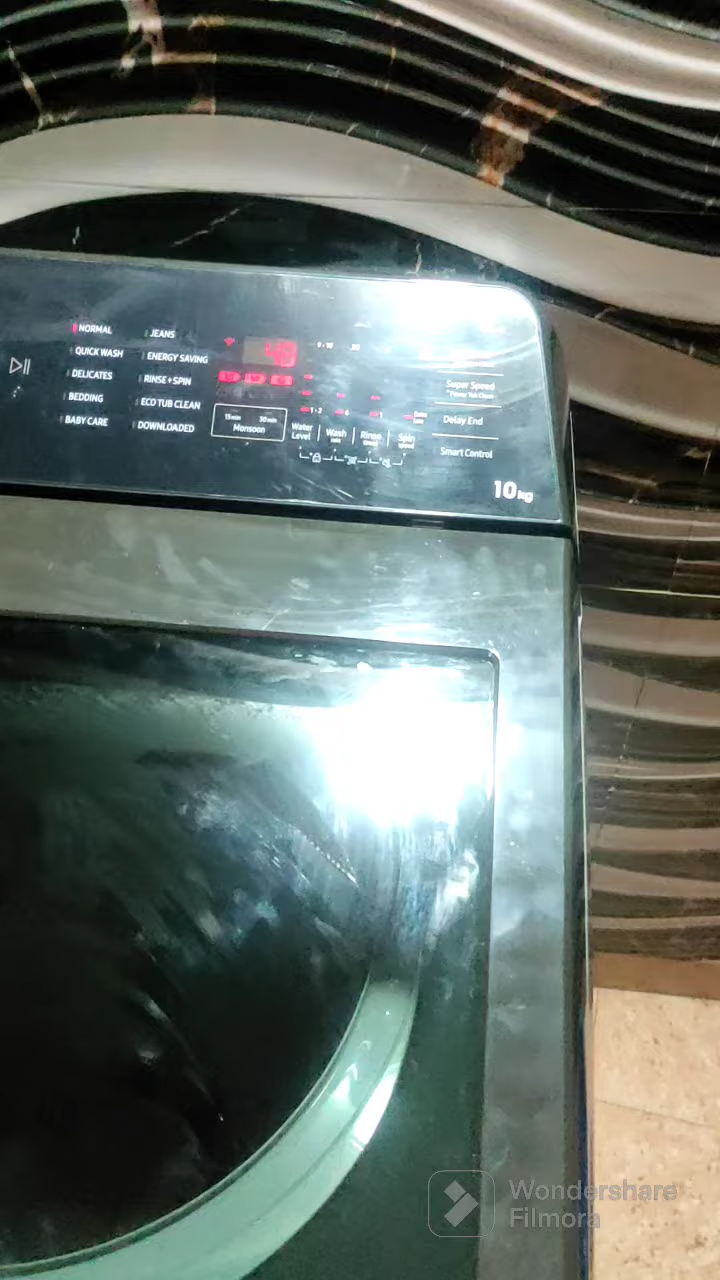 NORMAL
QUICK WASH
DELICATES
BEDDING
BABY CARE
JEANS
ENERGY SAVING
RINSE+SPIN
ECO TUB CLEAN
DOWNLOADED
15min 30min
Monsoon
Water Level
Wash
Rinse
Spin
Super Speed
Delay End
Smart Control
10kg
Wondershare
Filmora